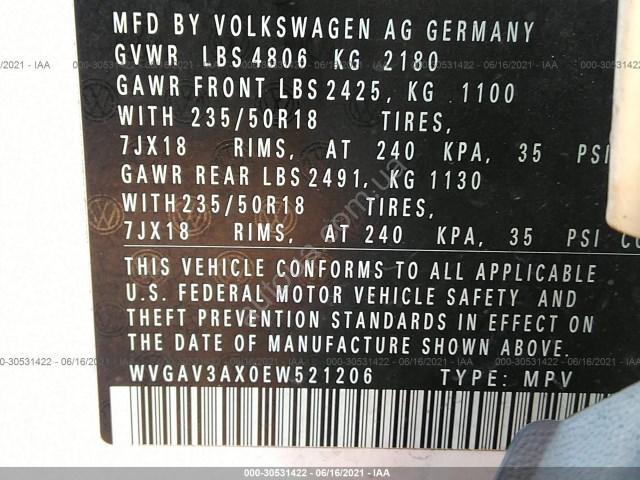 MFD BY VOLKSWAGEN AG GERMANY
GVWR LBS 4806 KG 2180
GAWR FRONT LBS 2425, KG 1100
WITH 235/50R18 TIRES,
7JX18 RIMS, AT 240 KPA, 35 PSI
GAWR REAR LBS 2491, KG 1130
WITH 235/50R18 TIRES,
7JX18 RIMS, AT 240 KPA, 35 PSI CO
THIS VEHICLE CONFORMS TO ALL APPLICABLE
U.S. FEDERAL MOTOR VEHICLE SAFETY AND
THEFT PREVENTION STANDARDS IN EFFECT ON
THE DATE OF MANUFACTURE SHOWN ABOVE.
WVGAV3AX0EW521206 TYPE: MPV
000-30531422 - 06/16/2021 - IAA